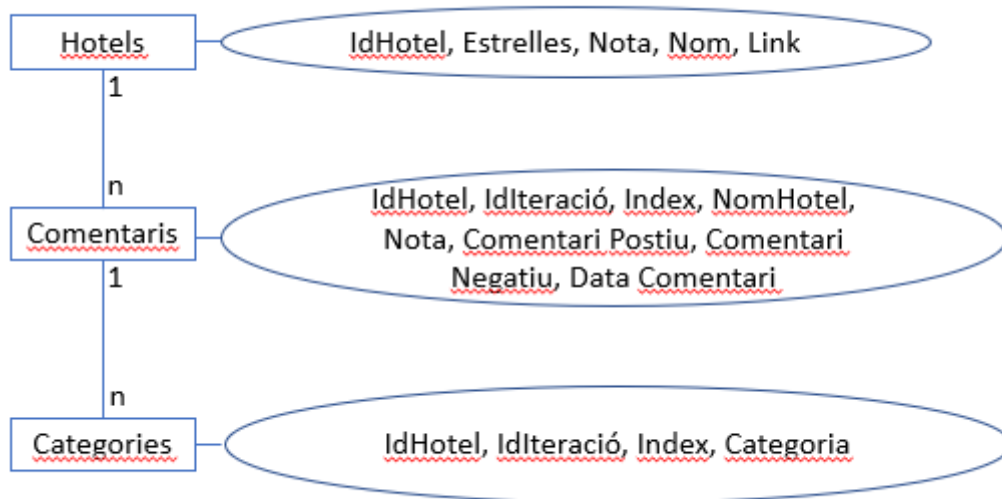 Hotels
IdHotel, Estrelles, Nota, Nom, Link
1
n
Comentaris
IdHotel, IdIteració, Index, NomHotel,
Nota, Comentari Postiu, Comentari
Negatiu, Data Comentari
1
n
Categories
IdHotel, IdIteració, Index, Categoria